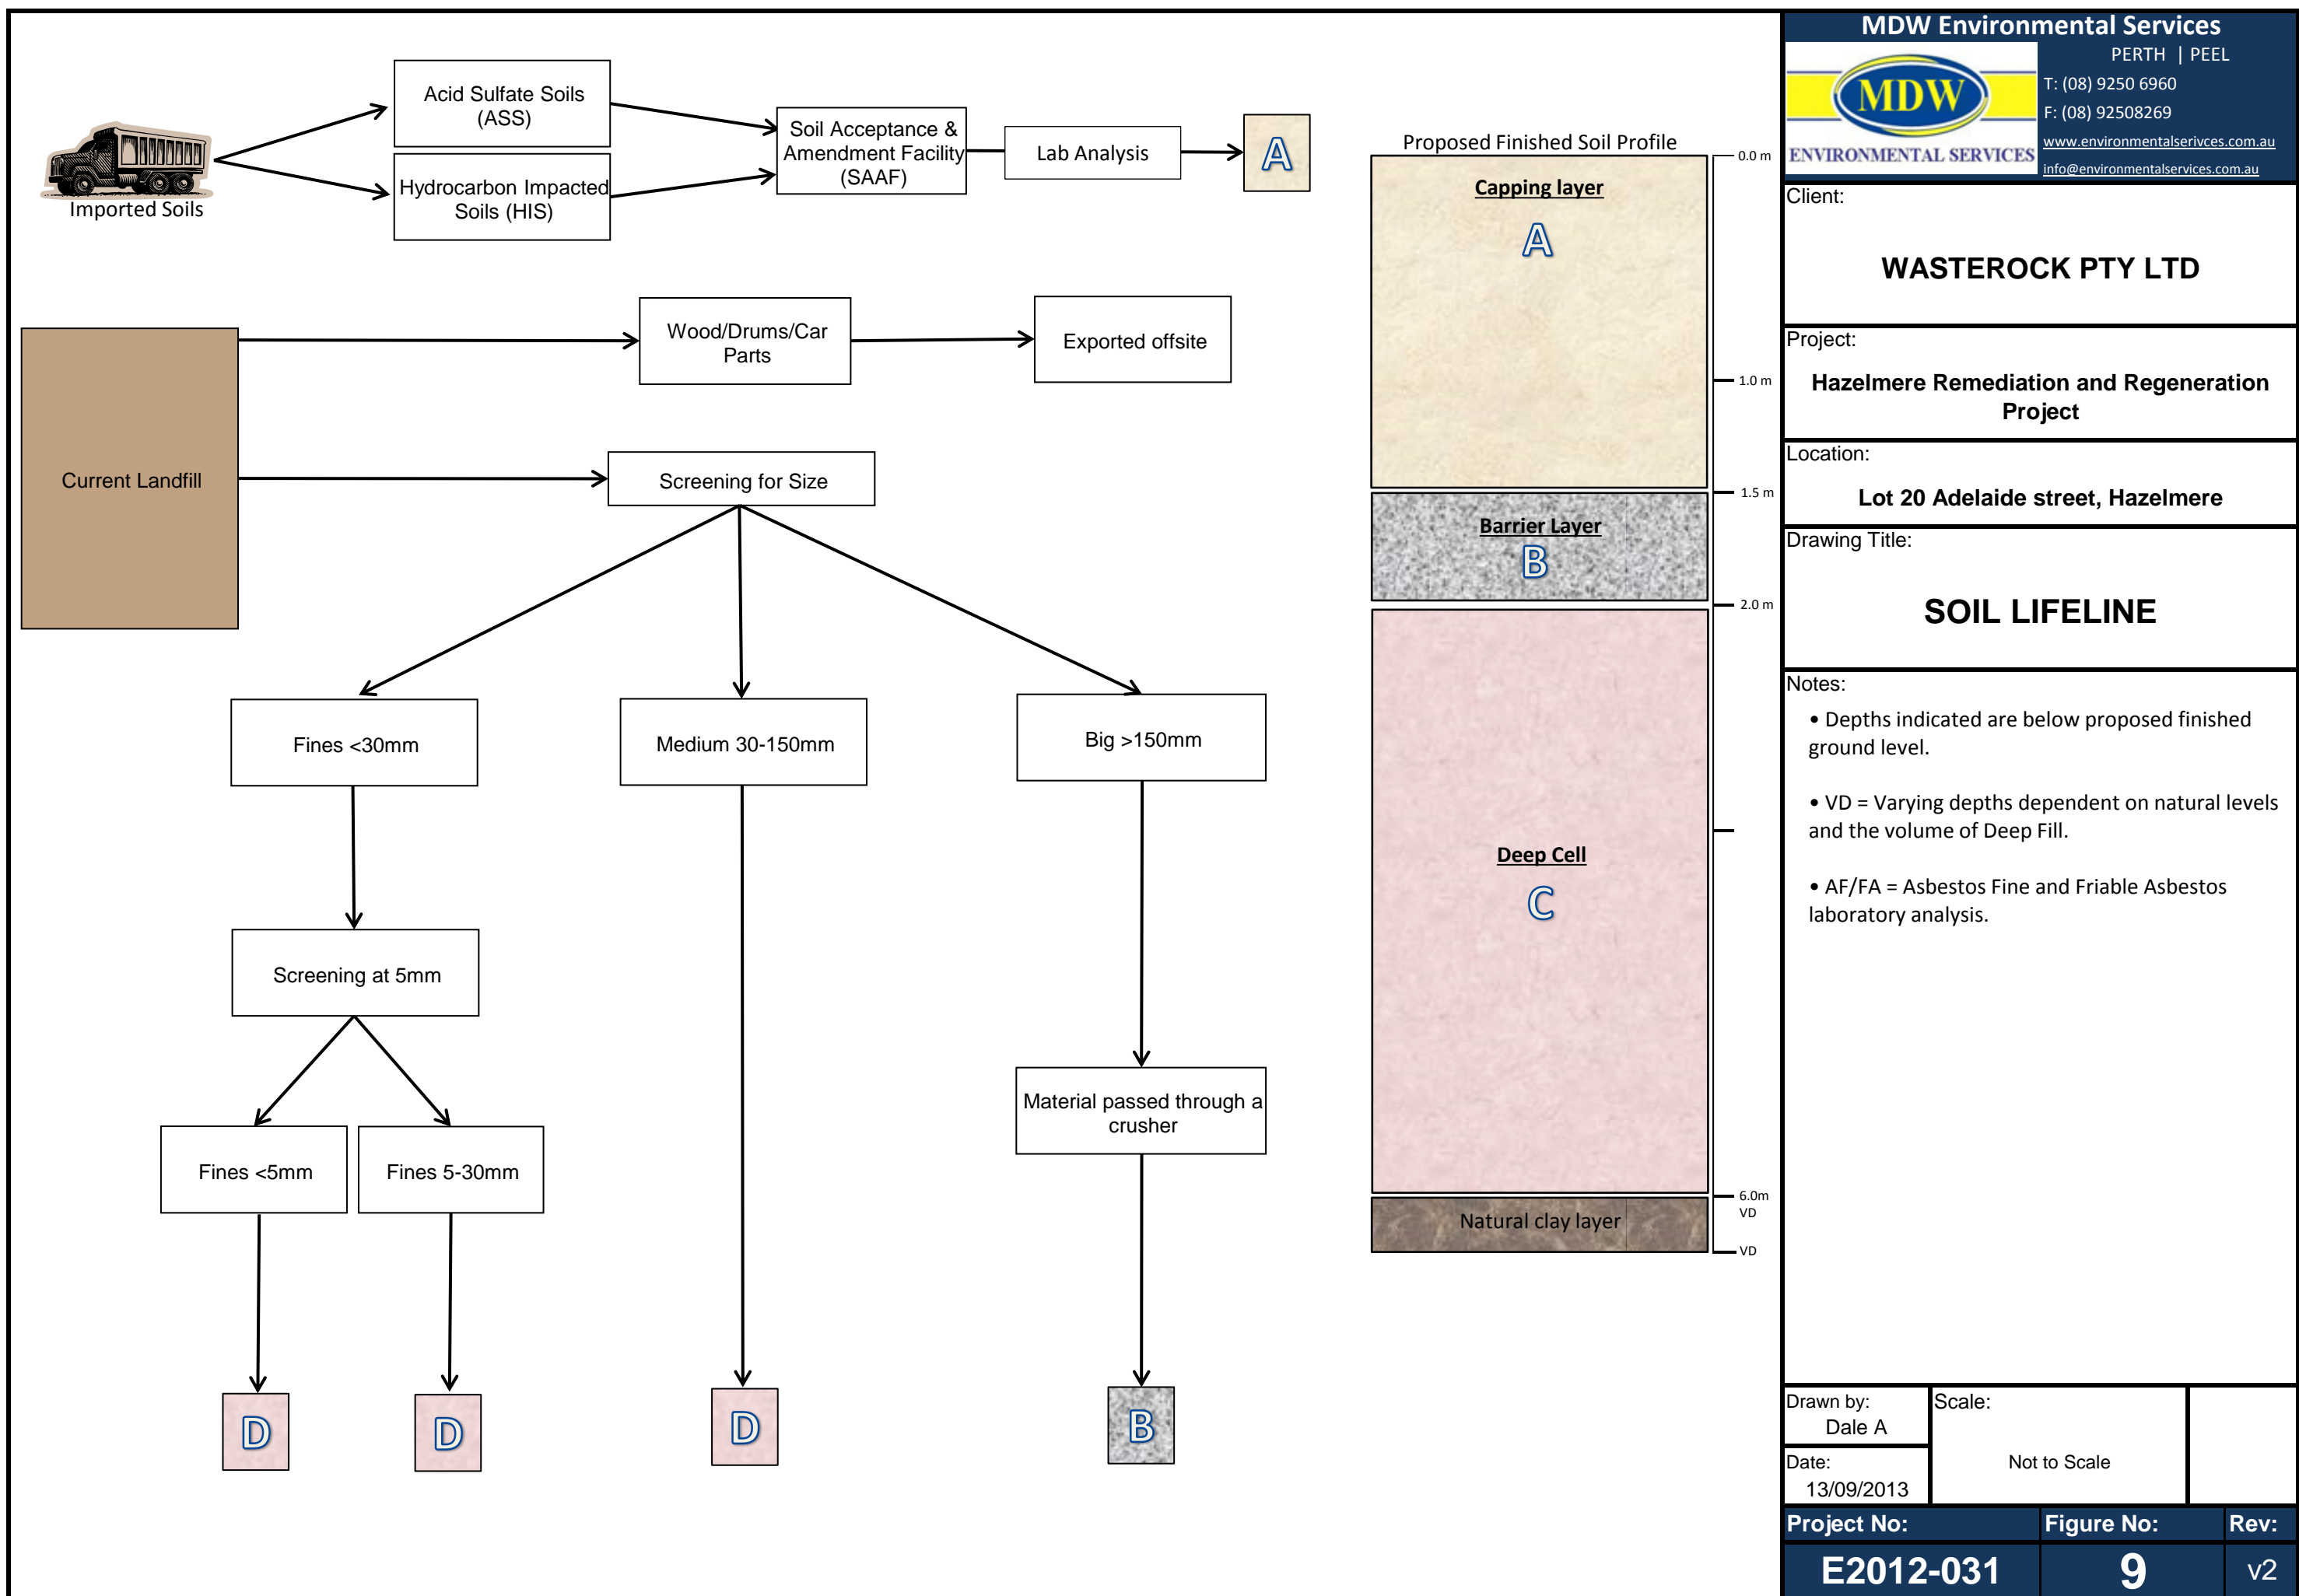 Imported Soils
Acid Sulfate Soils
(ASS)
Hydrocarbon Impacted
Soils (HIS)
Soil Acceptance &
Amendment Facility
(SAAF)
Lab Analysis
A
Current Landfill
Wood/Drums/Car
Parts
Exported offsite
Screening for Size
Fines <30mm
Medium 30-150mm
Big >150mm
Screening at 5mm
Material passed through a
crusher
Fines <5mm
Fines 5-30mm
D
D
D
B
Proposed Finished Soil Profile
0.0 m
Capping layer
A
1.0 m
1.5 m
Barrier Layer
B
2.0 m
Deep Cell
C
6.0m
VD
Natural clay layer
VD
MDW Environmental Services
MDW
ENVIRONMENTAL SERVICES
PERTH | PEEL
T: (08) 9250 6960
F: (08) 92508269
www.environmentalserivces.com.au
info@environmentalservices.com.au
Client:
WASTEROCK PTY LTD
Project:
Hazelmere Remediation and Regeneration
Project
Location:
Lot 20 Adelaide street, Hazelmere
Drawing Title:
SOIL LIFELINE
Notes:
• Depths indicated are below proposed finished
ground level.
• VD = Varying depths dependent on natural levels
and the volume of Deep Fill.
• AF/FA = Asbestos Fine and Friable Asbestos
laboratory analysis.
Drawn by:
Dale A
Scale:
Not to Scale
Date:
13/09/2013
Project No:
E2012-031
Figure No:
9
Rev:
v2